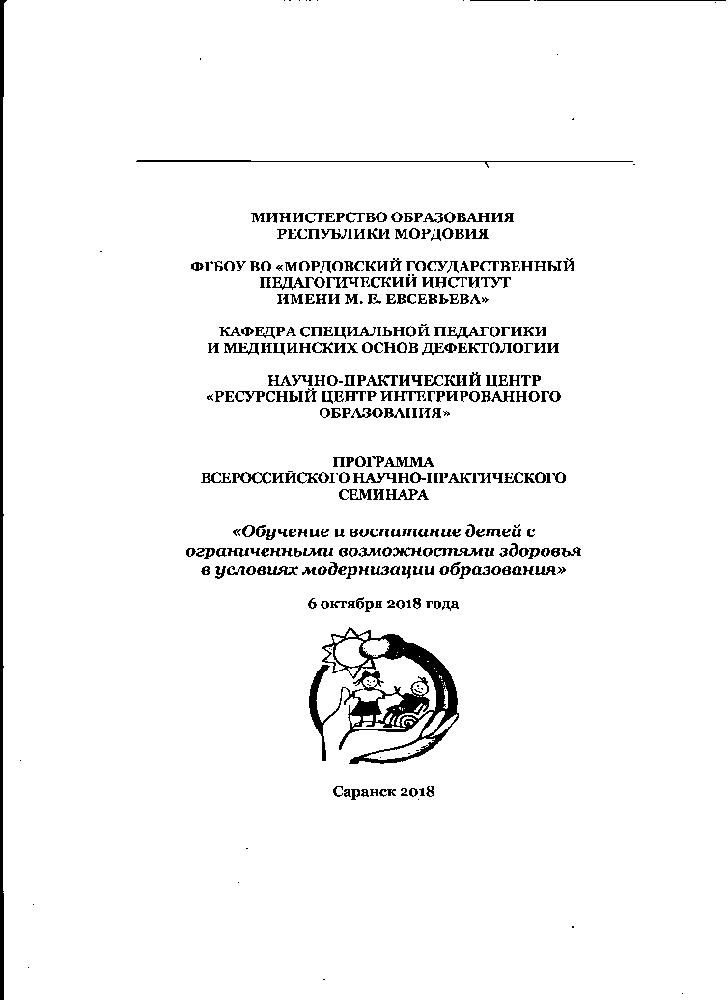 МИНИСТЕРСТВО ОБРАЗОВАНИЯ
РЕСПУБЛИКИ МОРДОВИЯ
ФГБОУ ВО «МОРДОВСКИЙ ГОСУДАРСТВЕННЫЙ
ПЕДАГОГИЧЕСКИЙ ИНСТИТУТ
ИМЕНИ М. Е. ЕВСЕВЬЕВА»
КАФЕДРА СПЕЦИАЛЬНОЙ ПЕДАГОГИКИ
И МЕДИЦИНСКИХ ОСНОВ ДЕФЕКТОЛОГИИ
НАУЧНО-ПРАКТИЧЕСКИЙ ЦЕНТР
«РЕСУРСНЫЙ ЦЕНТР ИНТЕГРИРОВАННОГО
ОБРАЗОВАНИЯ»
ПРОГРАММА
ВСЕРОССИЙСКОГО НАУЧНО-ПРАКТИЧЕСКОГО
СЕМИНАРА
«Обучение и воспитание детей с
ограниченными возможностями здоровья
в условиях модернизации образования»
6 октября 2018 года
Саранск 2018